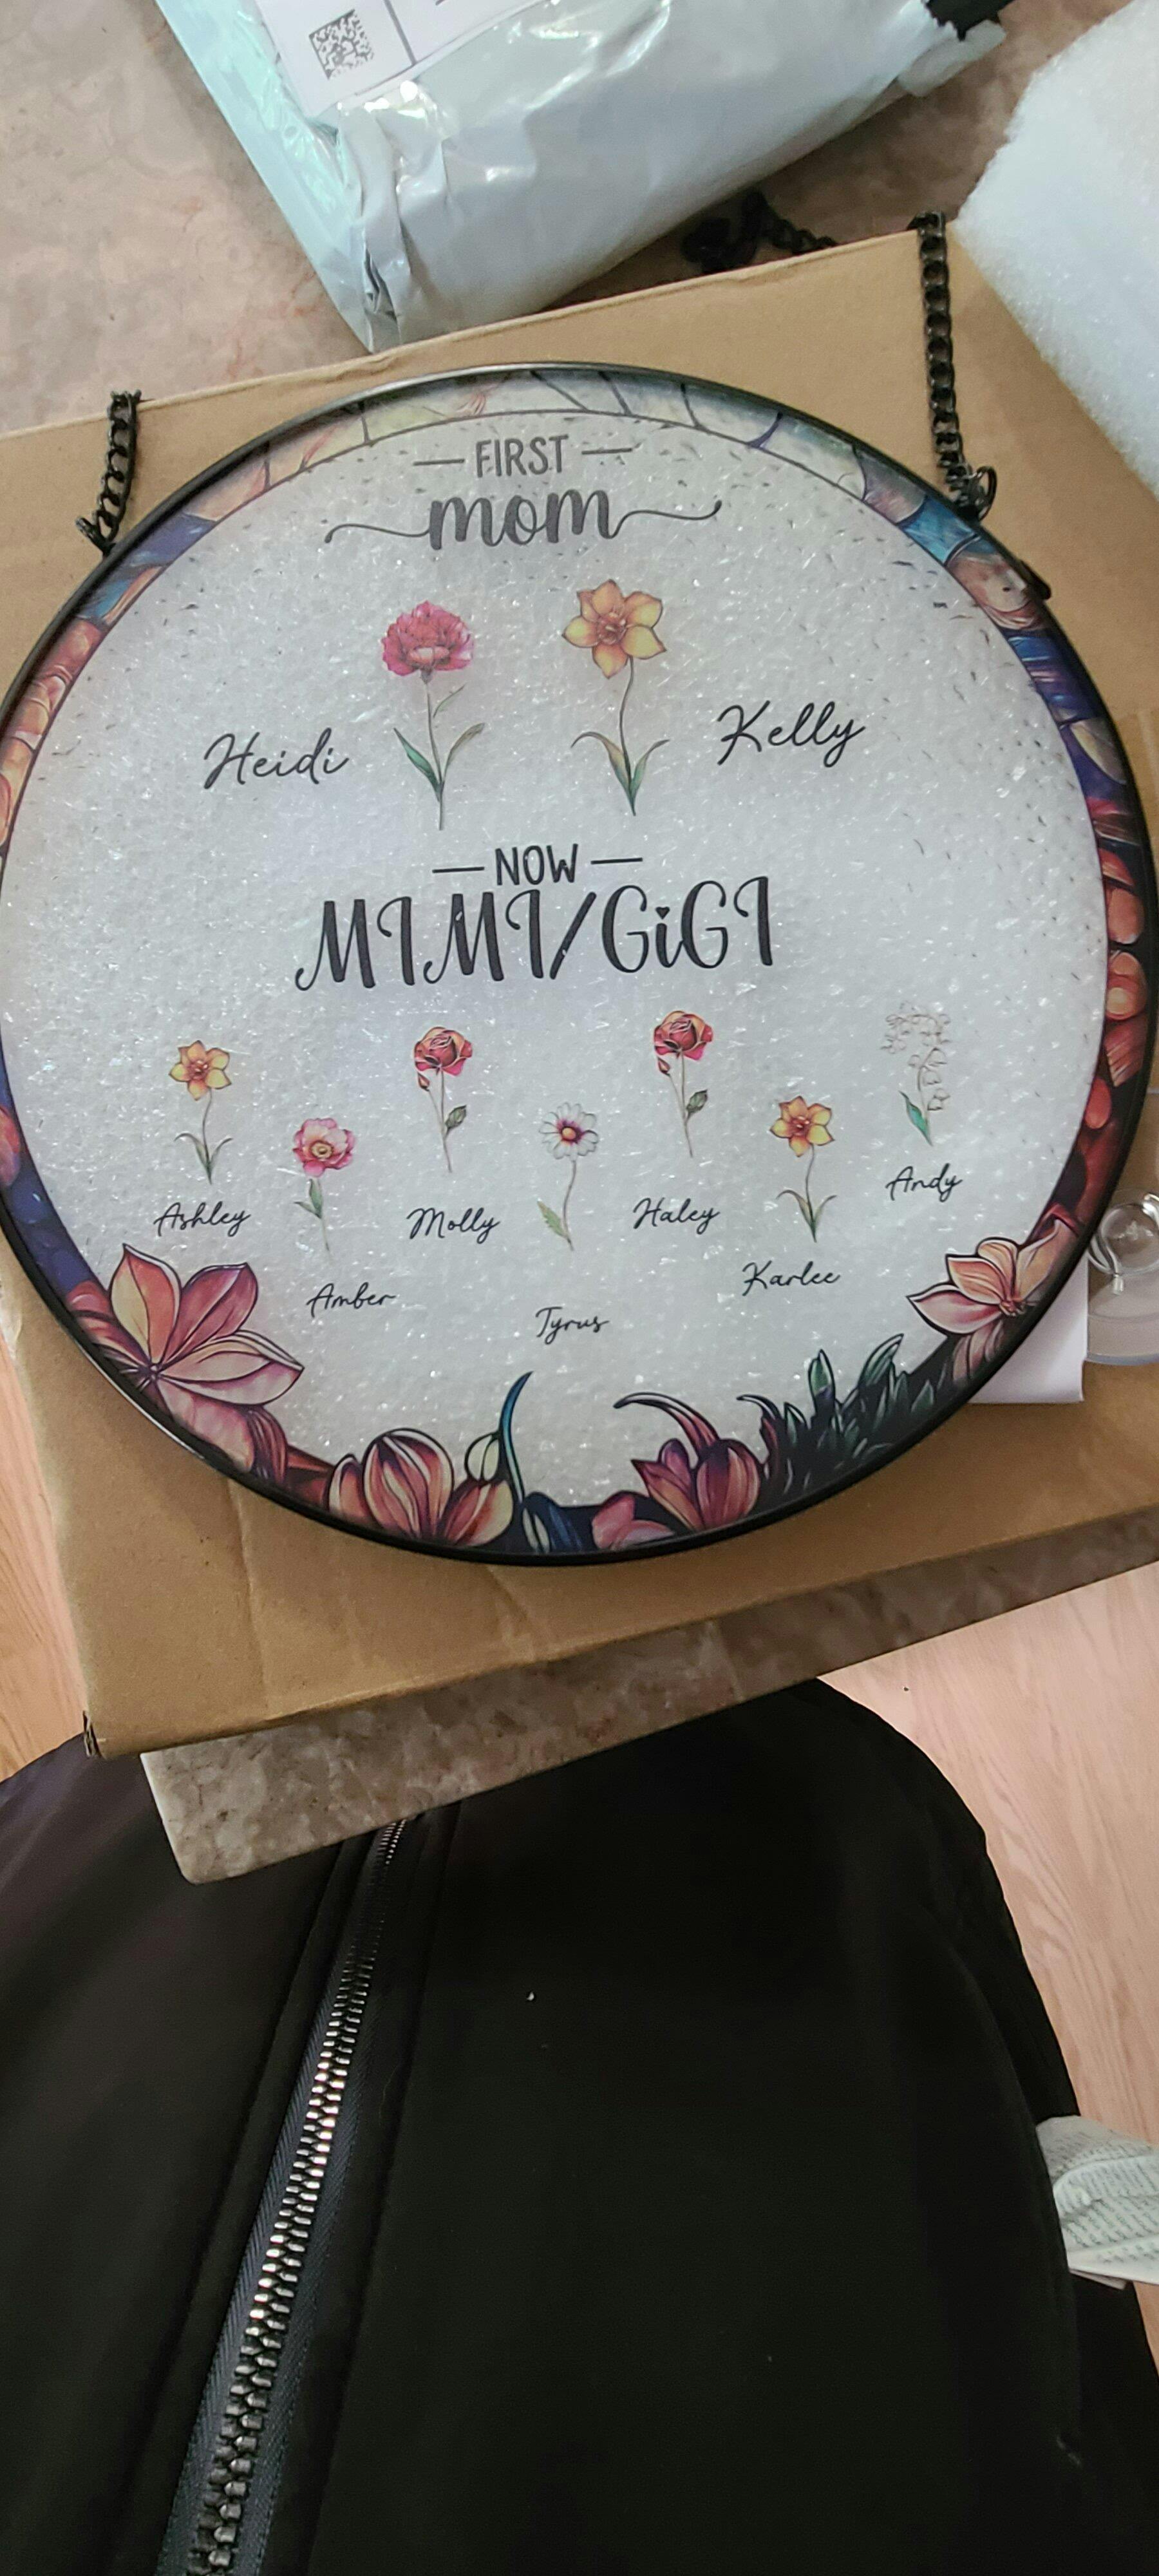 FIRST
mom
Heidi
Kelly
NOW
MIMI/GiGI
Ashley
Amber
Molly
Tyrus
Haley
Karlee
Andy